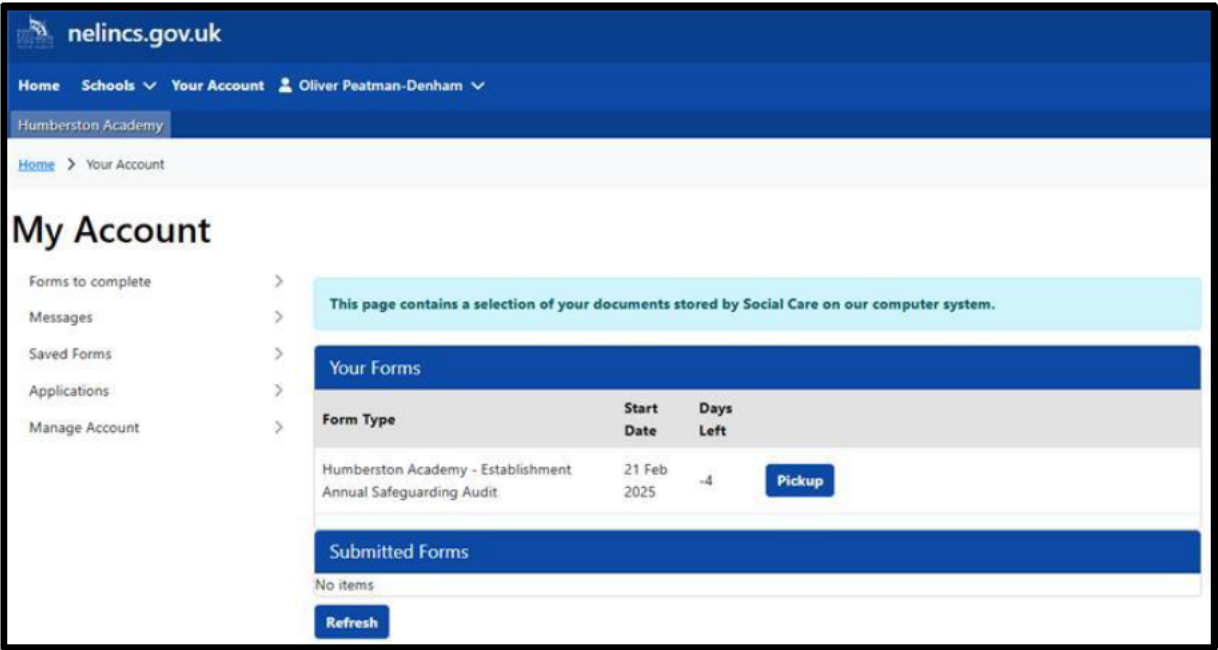 nelincs.gov.uk
Home Schools Your Account Oliver Peatman-Denham
Humberston Academy
Home > Your Account
My Account
Forms to complete
Messages
Saved Forms
Applications
Manage Account
This page contains a selection of your documents stored by Social Care on our computer system.
Your Forms
Form Type Start Date Days Left
Humberston Academy - Establishment Annual Safeguarding Audit 21 Feb 2025 -4 Pickup
Submitted Forms
No items
Refresh